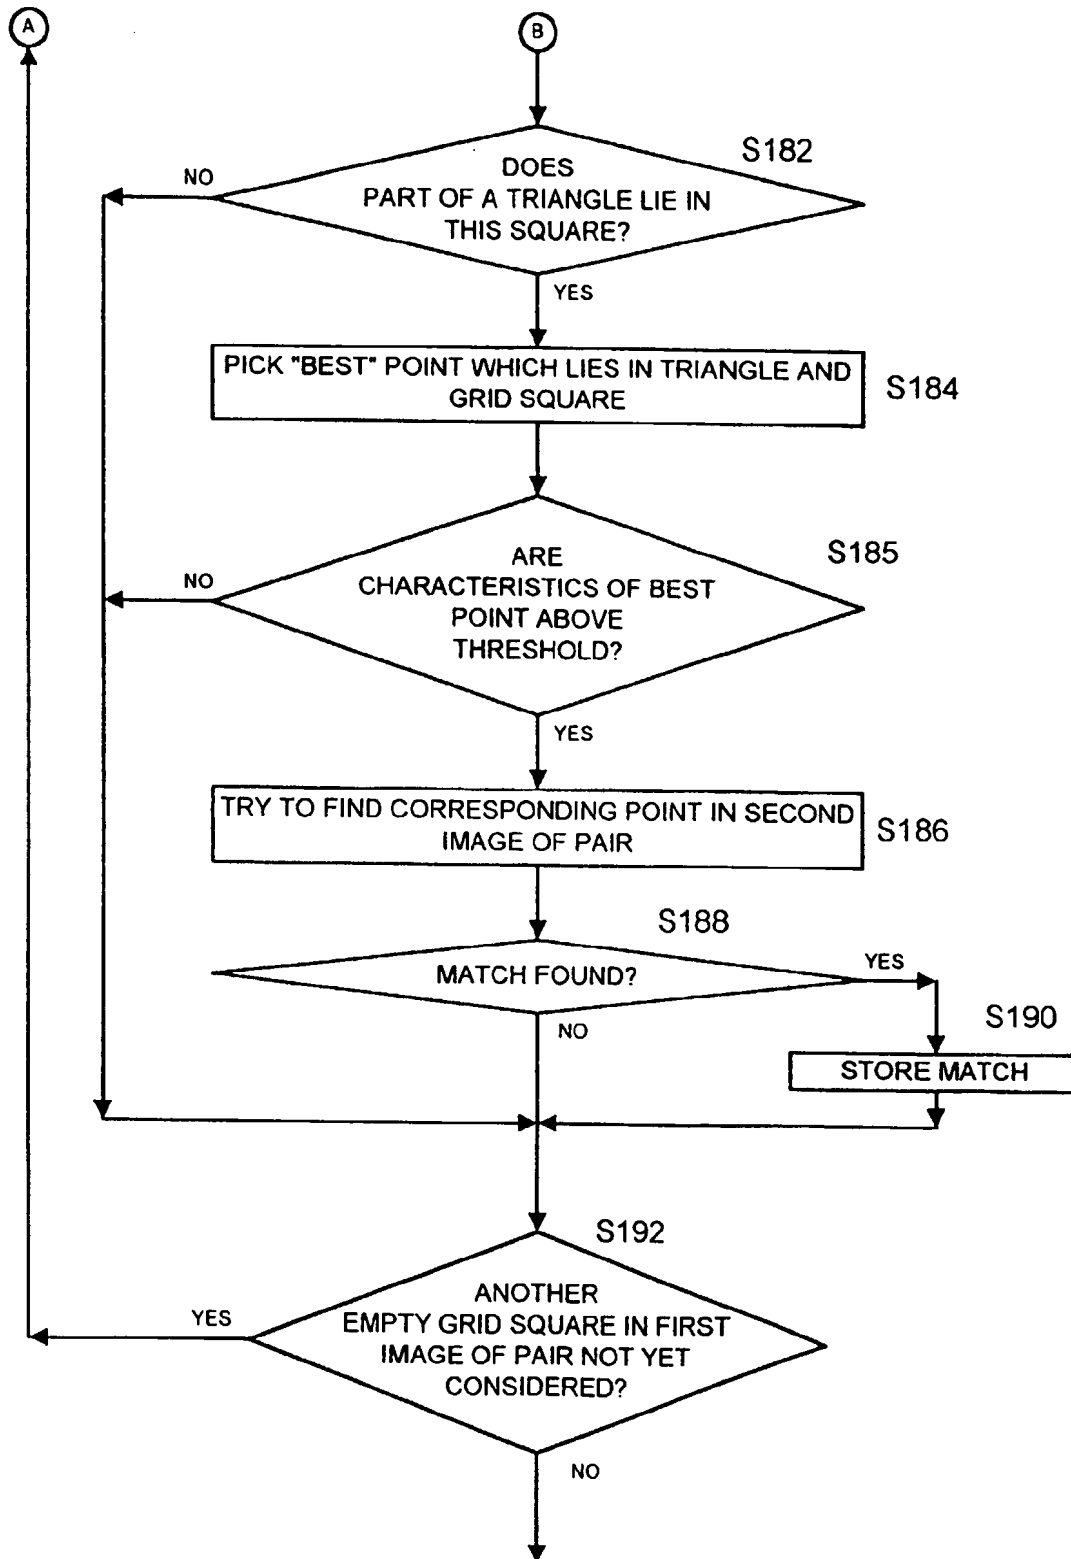 A
B
S182
DOES
PART OF A TRIANGLE LIE IN
THIS SQUARE?
NO
YES
PICK "BEST" POINT WHICH LIES IN TRIANGLE AND
GRID SQUARE
S184
S185
ARE
CHARACTERISTICS OF BEST
POINT ABOVE
THRESHOLD?
NO
YES
TRY TO FIND CORRESPONDING POINT IN SECOND
IMAGE OF PAIR
S186
S188
MATCH FOUND?
YES
NO
S190
STORE MATCH
S192
ANOTHER
EMPTY GRID SQUARE IN FIRST
IMAGE OF PAIR NOT YET
CONSIDERED?
YES
NO